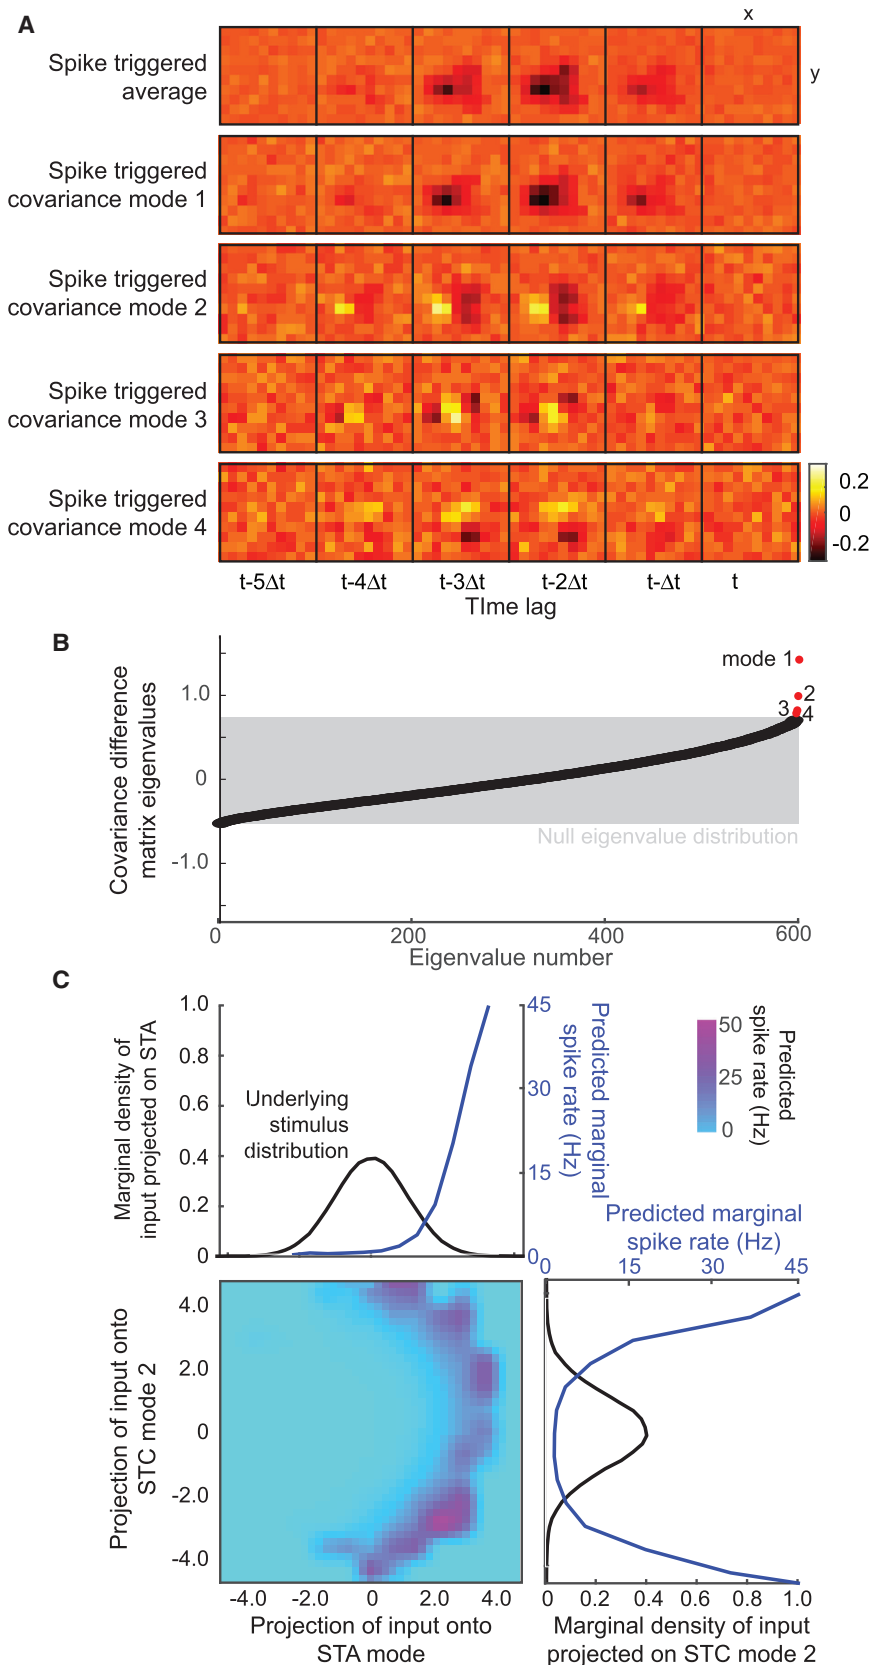 A
x
y
Spike triggered
average
Spike triggered
covariance mode 1
Spike triggered
covariance mode 2
Spike triggered
covariance mode 3
Spike triggered
covariance mode 4
0.2
0
-0.2
t-5Δt
t-4Δt
t-3Δt
t-2Δt
t-Δt
t
TIme lag
B
Covariance difference
matrix eigenvalues
1.0
0
-1.0
mode 1
2
3
4
Null eigenvalue distribution
0
200
400
600
Eigenvalue number
C
Marginal density of
input projected on STA
1.0
0.8
0.6
0.4
0.2
0
Underlying
stimulus
distribution
45
30
15
0
Predicted marginal
spike rate (Hz)
50
25
0
Predicted
spike rate (Hz)
Predicted marginal
spike rate (Hz)
0
15
30
45
Projection of input onto
STC mode 2
4.0
2.0
0
-2.0
-4.0
-4.0
-2.0
0
2.0
4.0
Projection of input onto
STA mode
0
0.2
0.4
0.6
0.8
1.0
Marginal density of input
projected on STC mode 2